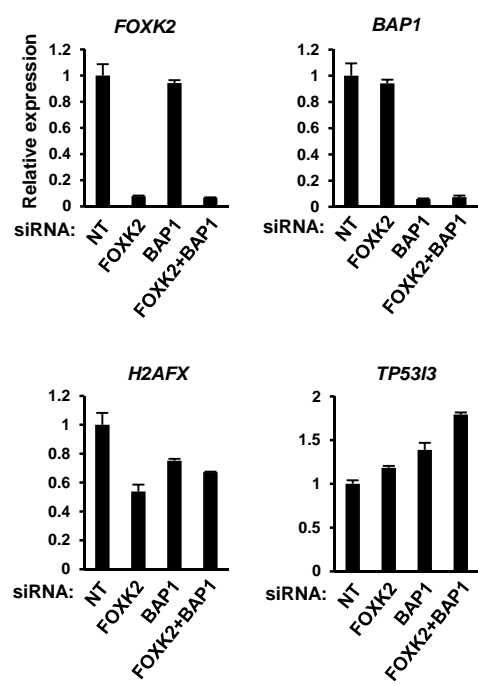 FOXK2
Relative expression
1.2
1
0.8
0.6
0.4
0.2
0
siRNA:
NT
FOXK2
BAP1
FOXK2+BAP1
BAP1
1.2
1
0.8
0.6
0.4
0.2
0
siRNA:
NT
FOXK2
BAP1
FOXK2+BAP1
H2AFX
1.2
1
0.8
0.6
0.4
0.2
0
siRNA:
NT
FOXK2
BAP1
FOXK2+BAP1
TP53I3
2
1.5
1
0.5
0
siRNA:
NT
FOXK2
BAP1
FOXK2+BAP1